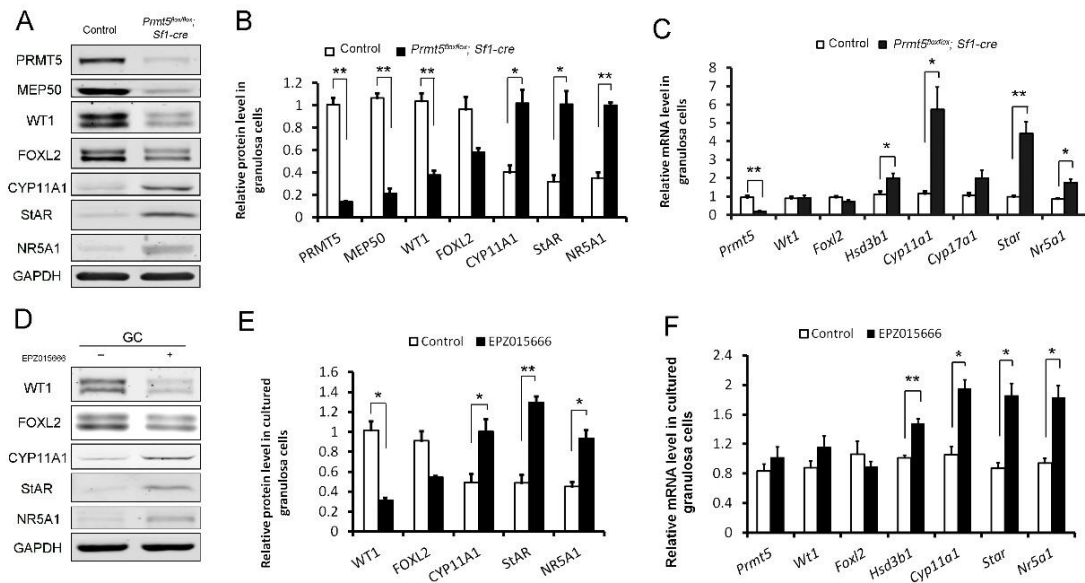 A
Control
Prmt5flox/flox;
Sf1-cre
PRMT5
MEP50
WT1
FOXL2
CYP11A1
StAR
NR5A1
GAPDH
B
Control Prmt5flox/flox; Sf1-cre
Relative protein level in
granulosa cells
1.2
1
0.8
0.6
0.4
0.2
0
** ** ** * * **
PRMT5 MEP50 WT1 FOXL2 CYP11A1 StAR NR5A1
C
Control Prmt5flox/flox; Sf1-cre
Relative mRNA level in
granulosa cells
8
7
6
5
4
3
2
1
0
** * * ** *
Prmt5 Wt1 Foxl2 Hsd3b1 Cyp11a1 Cyp17a1 Star Nr5a1
D
GC
EPZ015666 – +
WT1
FOXL2
CYP11A1
StAR
NR5A1
GAPDH
E
Control EPZ015666
Relative protein level in cultured
granulosa cells
1.6
1.4
1.2
1
0.8
0.6
0.4
0.2
0
* * ** *
WT1 FOXL2 CYP11A1 StAR NR5A1
F
Control EPZ015666
Relative mRNA level in cultured
granulosa cells
2.4
2
1.6
1.2
0.8
0.4
0
** * * *
Prmt5 Wt1 Foxl2 Hsd3b1 Cyp11a1 Star Nr5a1